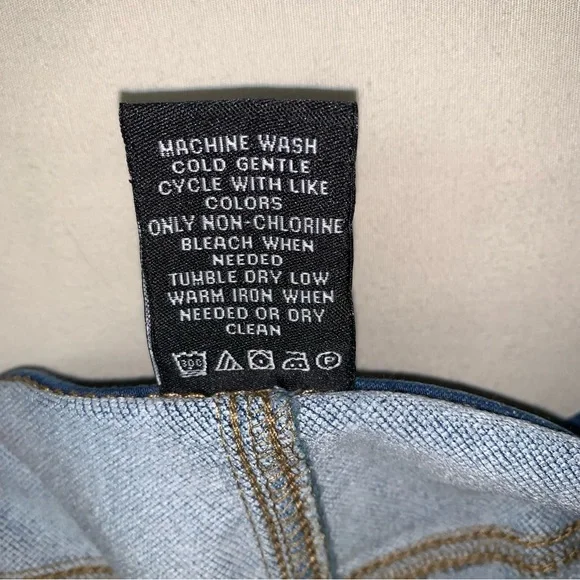 MACHINE WASH
COLD GENTLE
CYCLE WITH LIKE
COLORS
ONLY NON-CHLORINE
BLEACH WHEN
NEEDED
TUMBLE DRY LOW
WARM IRON WHEN
NEEDED OR DRY
CLEAN
30C P